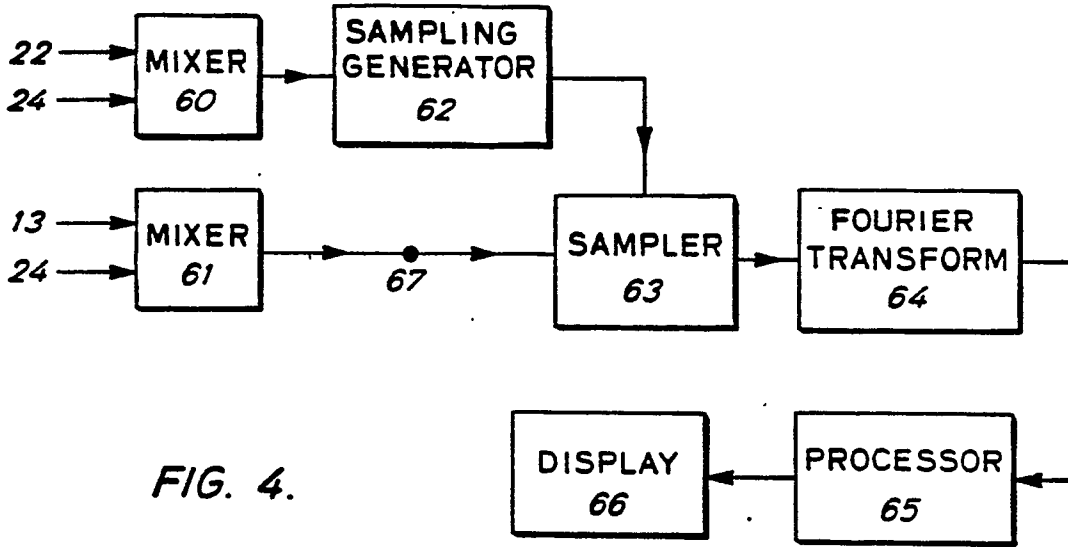 22
24
MIXER
60
SAMPLING
GENERATOR
62
13
24
MIXER
61
67
SAMPLER
63
FOURIER
TRANSFORM
64
DISPLAY
66
PROCESSOR
65
FIG. 4.